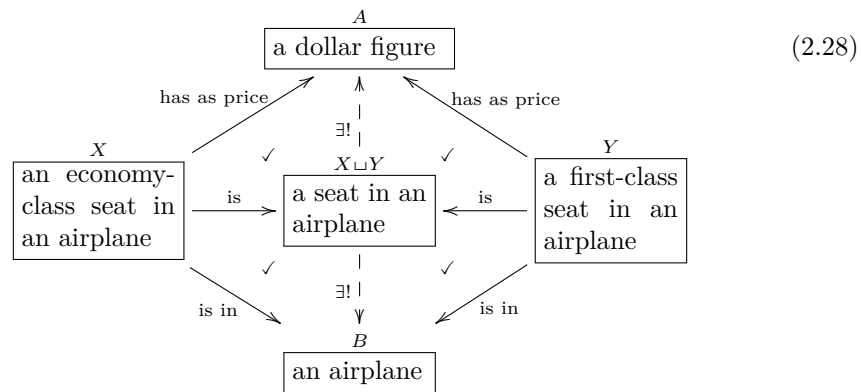 A
a dollar figure
(2.28)
has as price
has as price
∃!
✓
✓
X
X⊔Y
Y
an economy-
class seat in
an airplane
is
a seat in an
airplane
is
a first-class
seat in an
airplane
✓
✓
∃!
is in
is in
B
an airplane